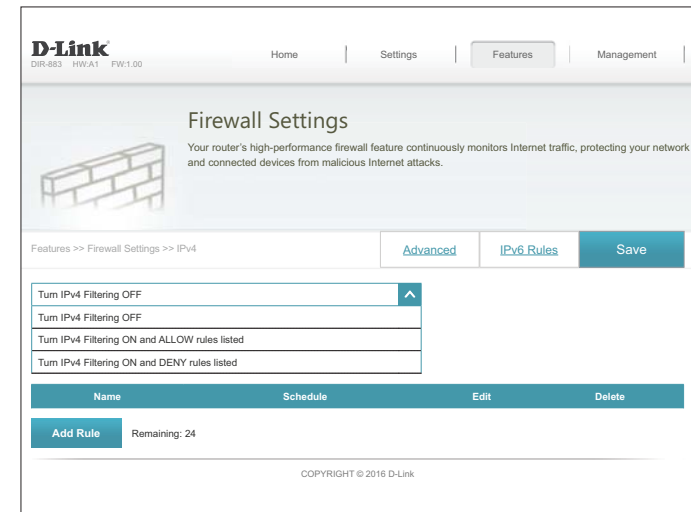 D-Link
DIR-883 HW:A1 FW:1.00
Home
Settings
Features
Management
Firewall Settings
Your router's high-performance firewall feature continuously monitors Internet traffic, protecting your network
and connected devices from malicious Internet attacks.
Features >> Firewall Settings >> IPv4
Advanced
IPv6 Rules
Save
Turn IPv4 Filtering OFF
Turn IPv4 Filtering OFF
Turn IPv4 Filtering ON and ALLOW rules listed
Turn IPv4 Filtering ON and DENY rules listed
Name Schedule Edit Delete
Add Rule Remaining: 24
COPYRIGHT © 2016 D-Link